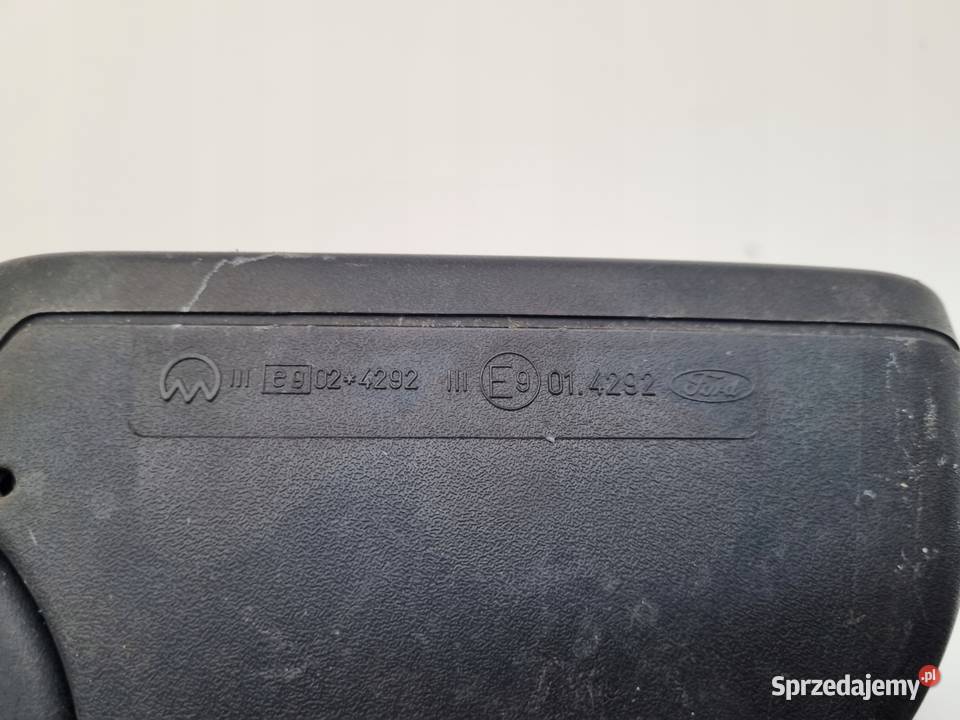 III e9 02*4292 III E9 01.4292 Ford
Sprzedajemy.pl